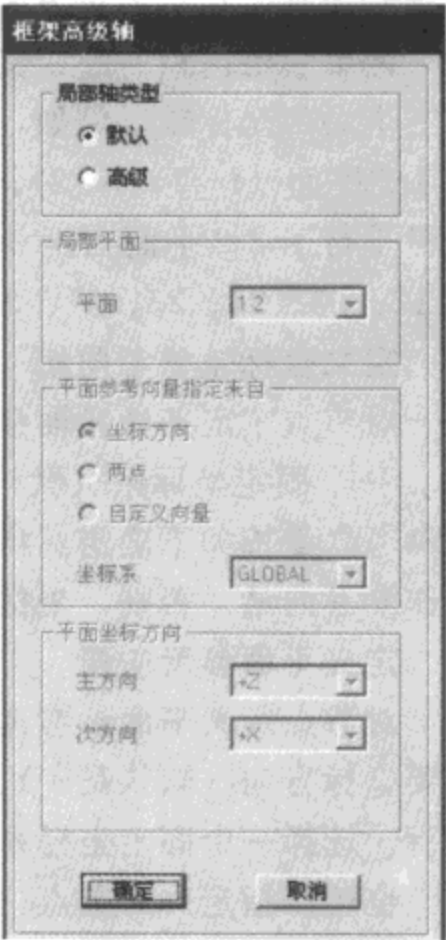 框架高级轴
局部轴类型
默认
高级
局部平面
平面 1-2
平面参考向量指定来自
坐标方向
两点
自定义向量
坐标系 GLOBAL
平面坐标方向
主方向 +Z
次方向 +X
确定 取消